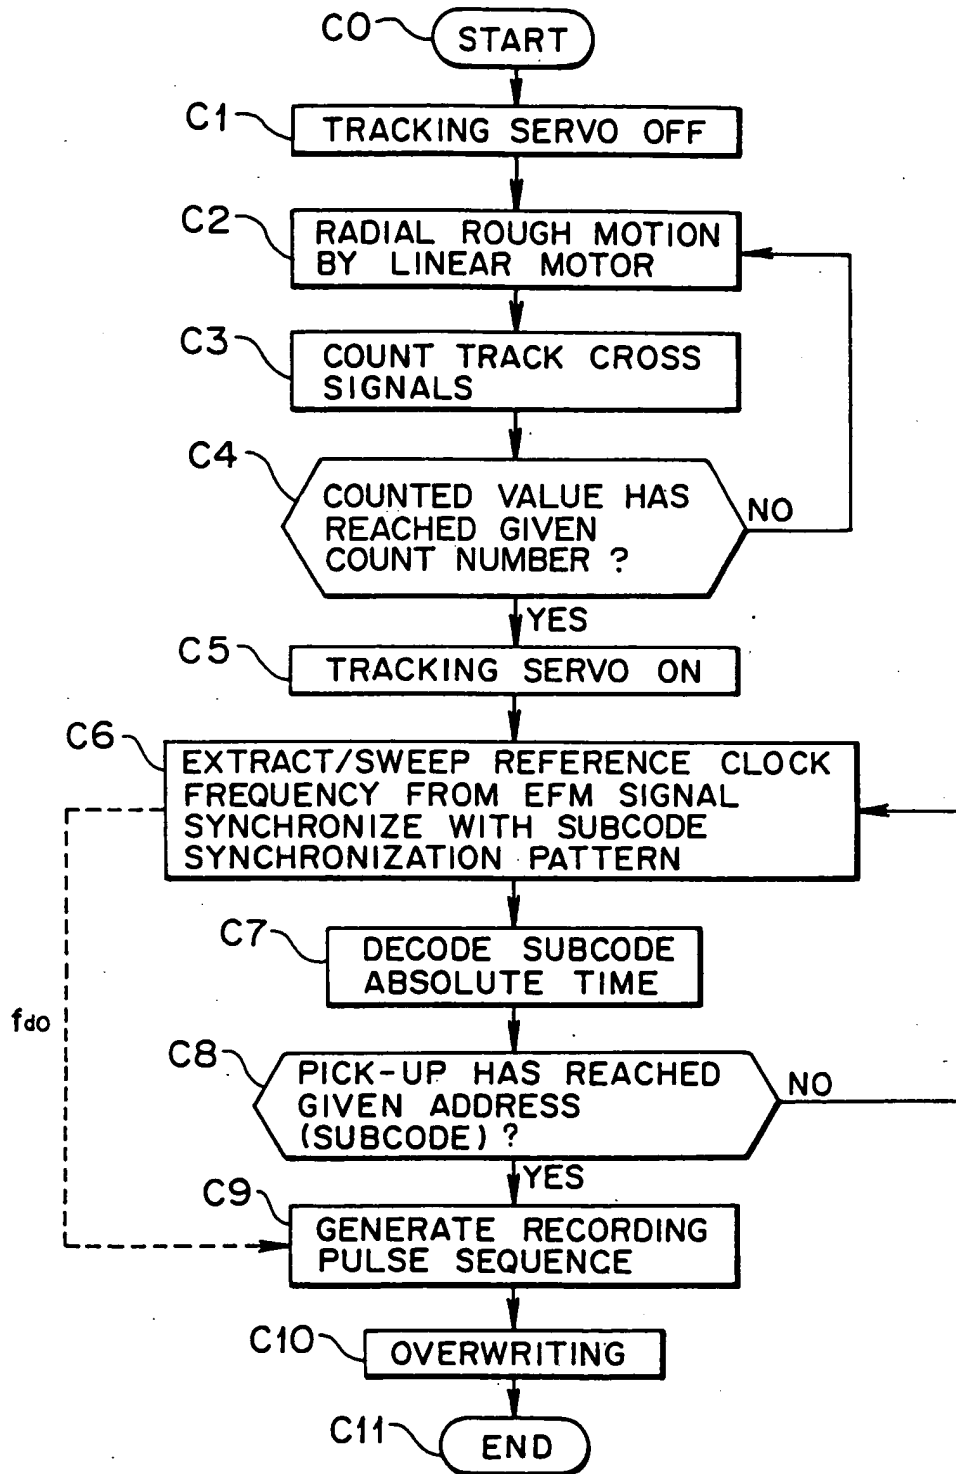 C0
START
C1
TRACKING SERVO OFF
C2
RADIAL ROUGH MOTION
BY LINEAR MOTOR
C3
COUNT TRACK CROSS
SIGNALS
C4
COUNTED VALUE HAS
REACHED GIVEN
COUNT NUMBER ?
NO
YES
C5
TRACKING SERVO ON
C6
EXTRACT/SWEEP REFERENCE CLOCK
FREQUENCY FROM EFM SIGNAL
SYNCHRONIZE WITH SUBCODE
SYNCHRONIZATION PATTERN
C7
DECODE SUBCODE
ABSOLUTE TIME
fdo
C8
PICK-UP HAS REACHED
GIVEN ADDRESS
(SUBCODE) ?
NO
YES
C9
GENERATE RECORDING
PULSE SEQUENCE
C10
OVERWRITING
C11
END